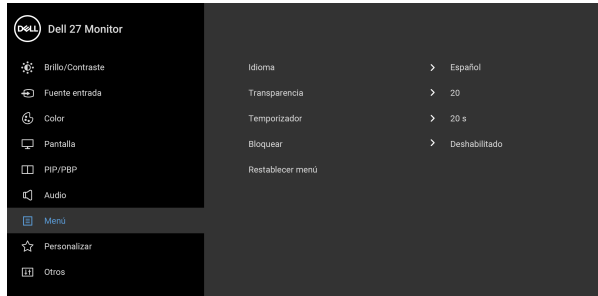 DELL Dell 27 Monitor
Brillo/Contraste
Fuente entrada
Color
Pantalla
PIP/PBP
Audio
Menú
Personalizar
Otros
Idioma > Español
Transparencia > 20
Temporizador > 20 s
Bloquear > Deshabilitado
Restablecer menú